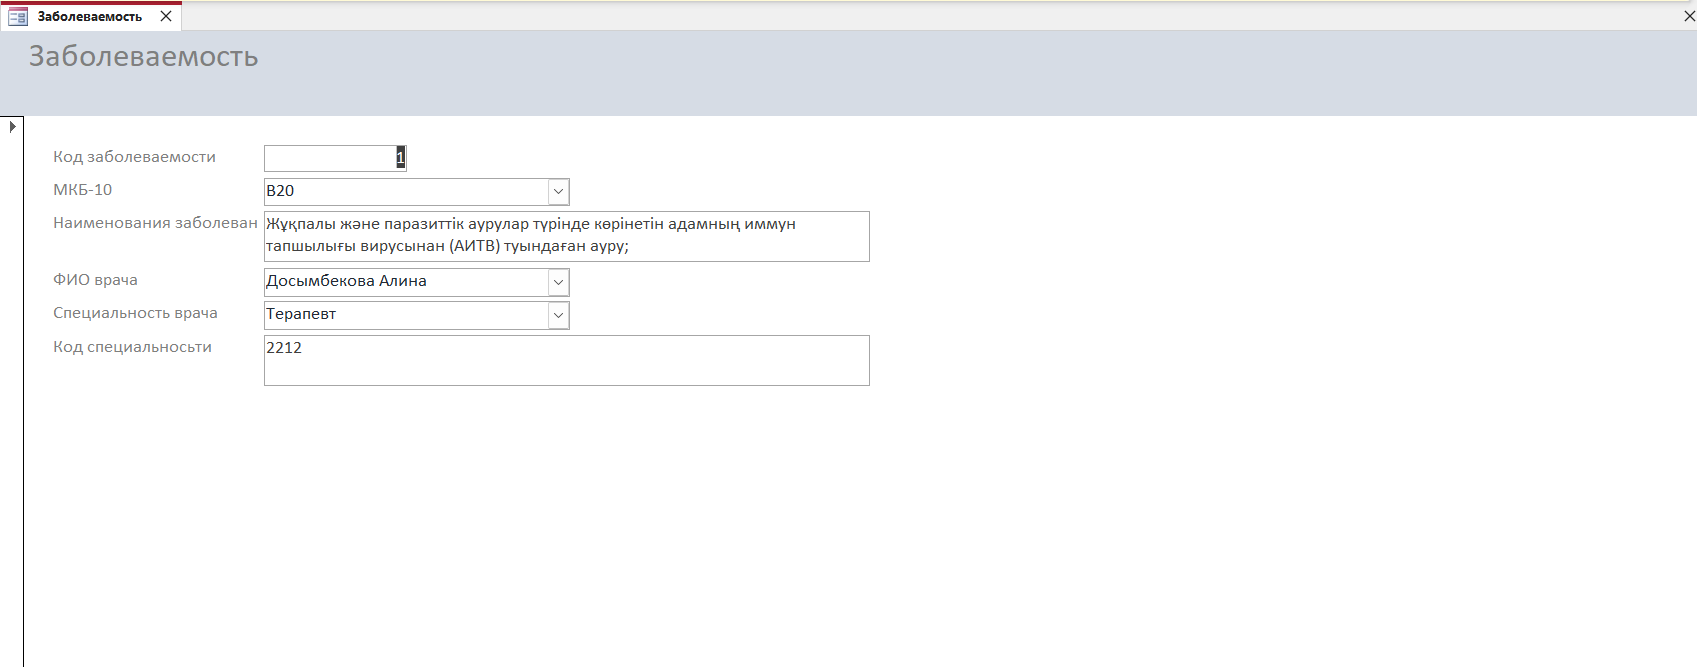 Заболеваемость
Заболеваемость
Код заболеваемости 1
МКБ-10 B20
Наименования заболеван Жұқпалы және паразиттік аурулар түрінде көрінетін адамның иммун
тапшылығы вирусынан (АИТВ) туындаған ауру;
ФИО врача Досымбекова Алина
Специальность врача Терапевт
Код специальносьти 2212